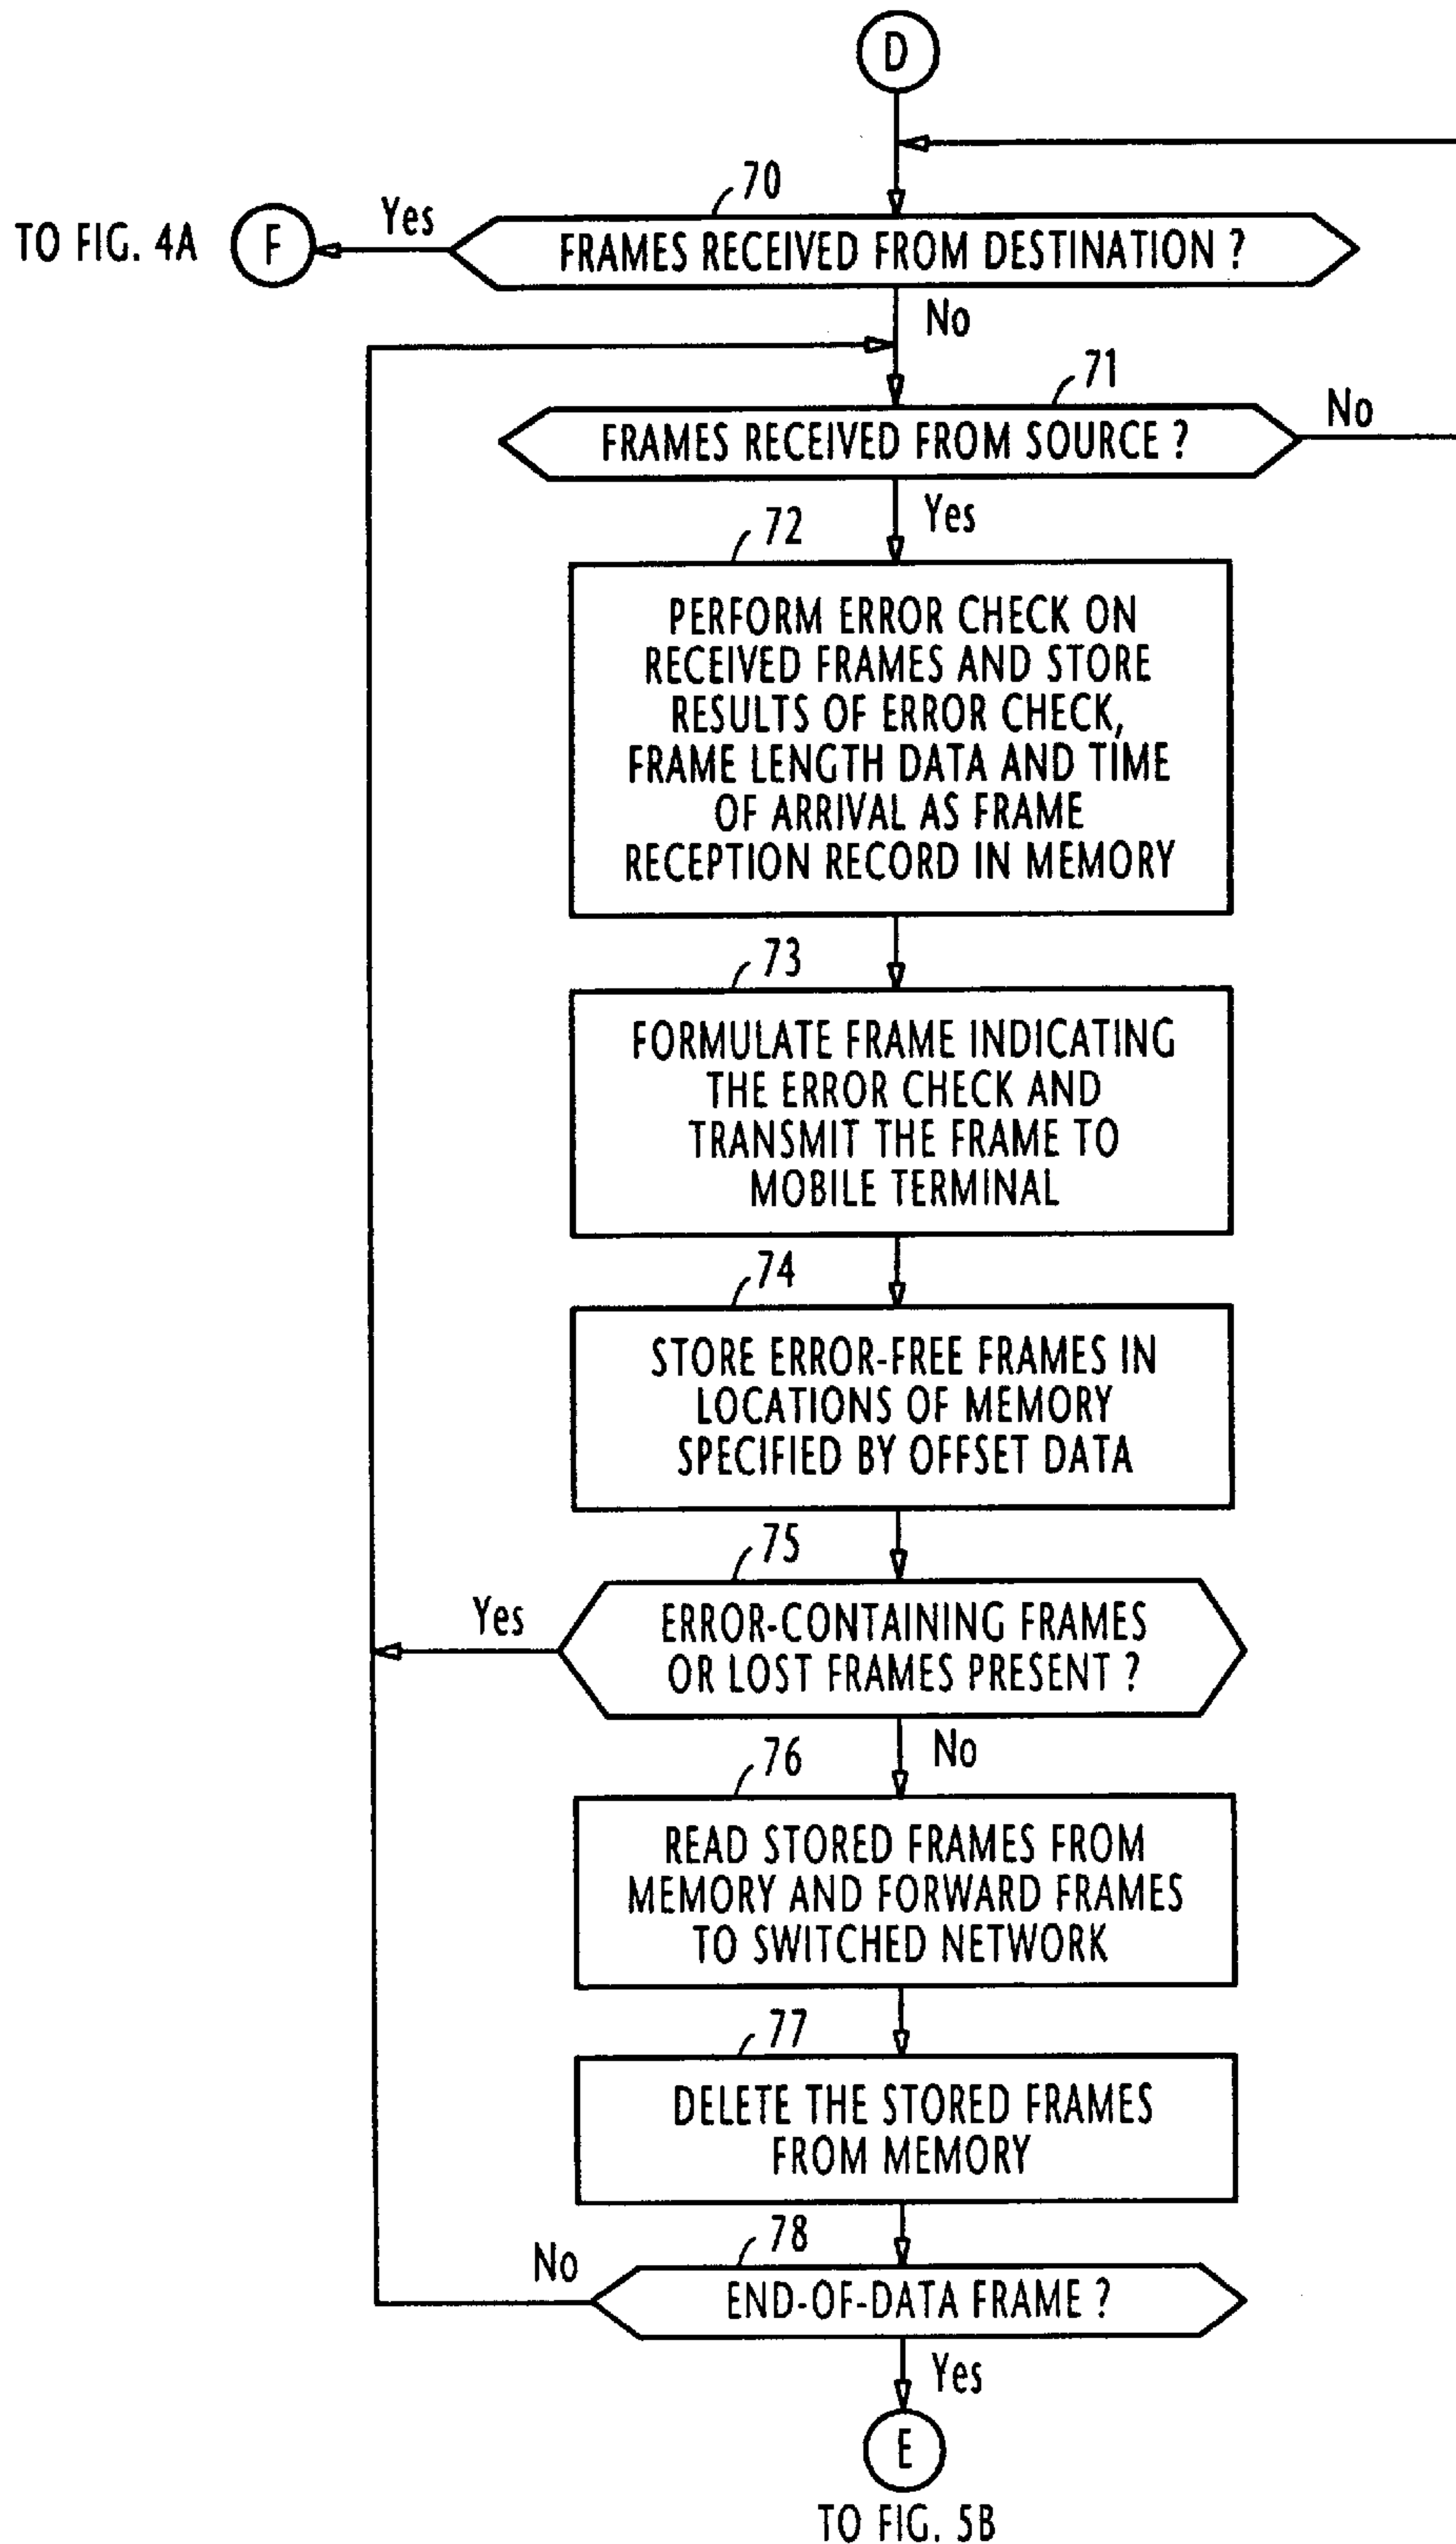 D
70
TO FIG. 4A
F
Yes
FRAMES RECEIVED FROM DESTINATION ?
No
71
FRAMES RECEIVED FROM SOURCE ?
No
Yes
72
PERFORM ERROR CHECK ON
RECEIVED FRAMES AND STORE
RESULTS OF ERROR CHECK,
FRAME LENGTH DATA AND TIME
OF ARRIVAL AS FRAME
RECEPTION RECORD IN MEMORY
73
FORMULATE FRAME INDICATING
THE ERROR CHECK AND
TRANSMIT THE FRAME TO
MOBILE TERMINAL
74
STORE ERROR-FREE FRAMES IN
LOCATIONS OF MEMORY
SPECIFIED BY OFFSET DATA
75
Yes
ERROR-CONTAINING FRAMES
OR LOST FRAMES PRESENT ?
No
76
READ STORED FRAMES FROM
MEMORY AND FORWARD FRAMES
TO SWITCHED NETWORK
77
DELETE THE STORED FRAMES
FROM MEMORY
78
No
END-OF-DATA FRAME ?
Yes
E
TO FIG. 5B